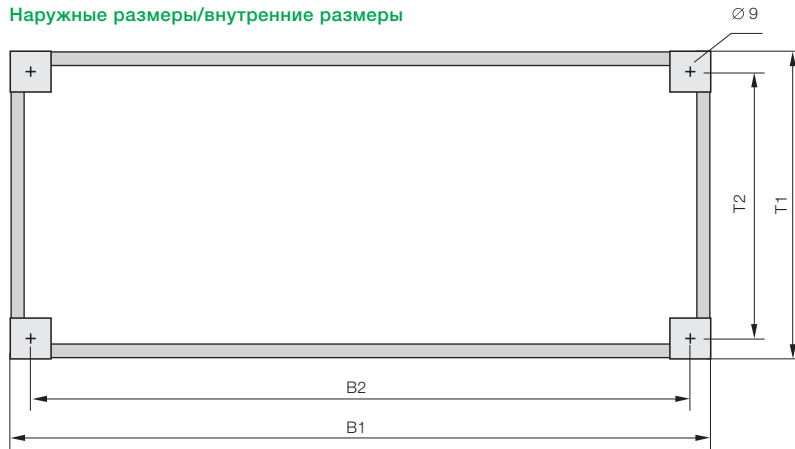 Наружные размеры/внутренние размеры
∅ 9
T2
T1
B2
B1